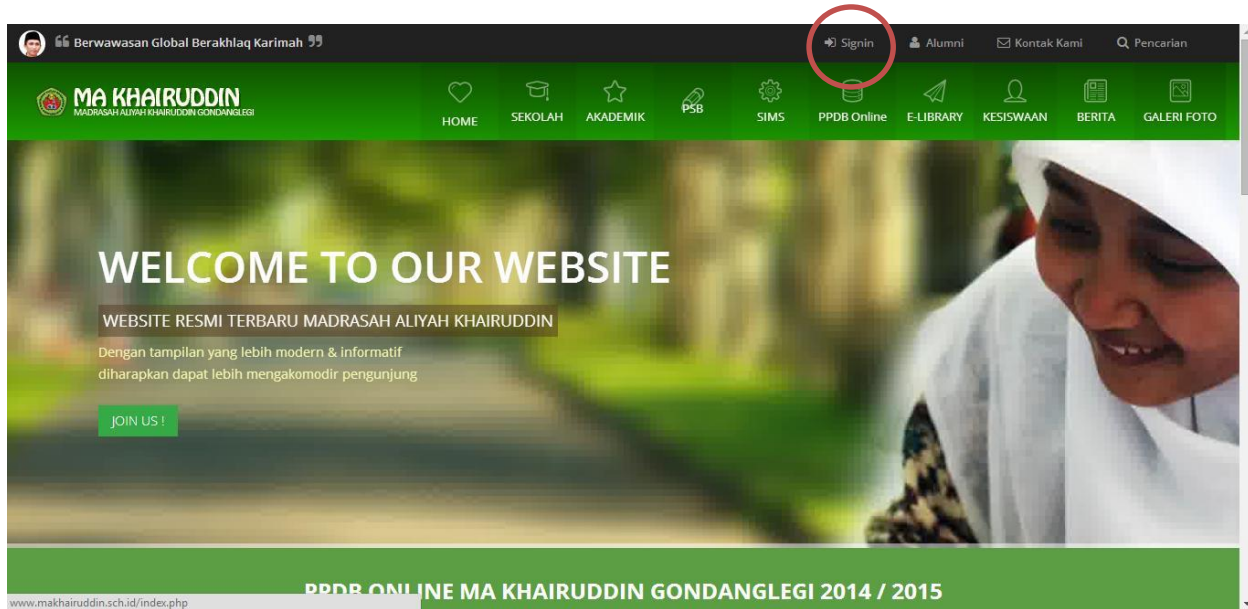 Berwawasan Global Berakhlaq Karimah
Signin Alumni Kontak Kami Pencarian
MA KHAIRUDDIN
MADRASAH ALIYAH KHAIRUDDIN GONDANGLEGI
HOME SEKOLAH AKADEMIK PSB SIMS PPDB Online E-LIBRARY KESISWAAN BERITA GALERI FOTO
WELCOME TO OUR WEBSITE
WEBSITE RESMI TERBARU MADRASAH ALIYAH KHAIRUDDIN
Dengan tampilan yang lebih modern & informatif
diharapkan dapat lebih mengakomodir pengunjung
JOIN US !
PPDB ONLINE MA KHAIRUDDIN GONDANGLEGI 2014 / 2015
www.makhairuddin.sch.id/index.php